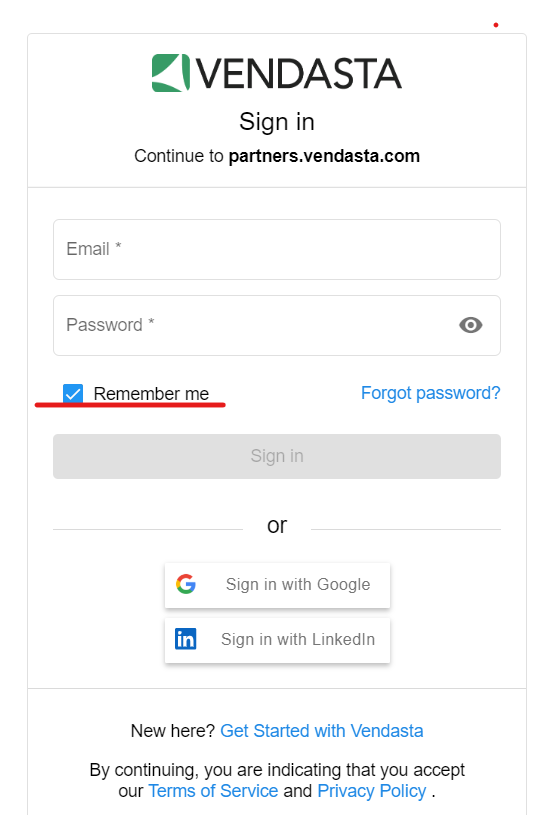 VENDASTA
Sign in
Continue to partners.vendasta.com
Email *
Password *
Remember me
Forgot password?
Sign in
or
Sign in with Google
Sign in with LinkedIn
New here? Get Started with Vendasta
By continuing, you are indicating that you accept
our Terms of Service and Privacy Policy .